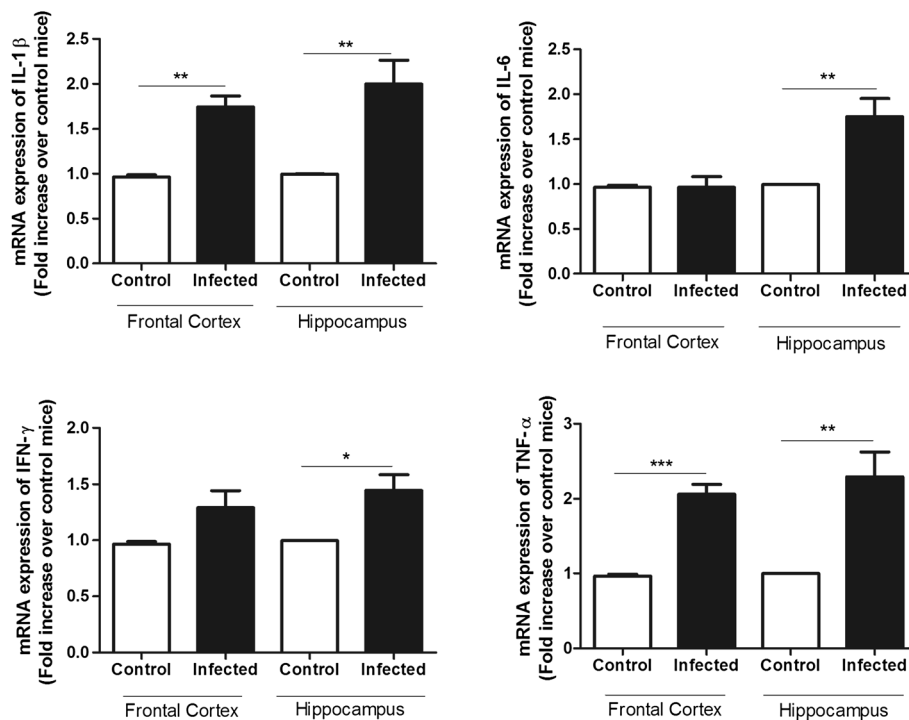 mRNA expression of IL-1β
(Fold increase over control mice)
2.5
2.0
1.5
1.0
0.5
0.0
**
**
Control
Infected
Control
Infected
Frontal Cortex
Hippocampus
mRNA expression of IL-6
(Fold increase over control mice)
2.5
2.0
1.5
1.0
0.5
0.0
**
Control
Infected
Control
Infected
Frontal Cortex
Hippocampus
mRNA expression of IFN-γ
(Fold increase over control mice)
2.0
1.5
1.0
0.5
0.0
*
Control
Infected
Control
Infected
Frontal Cortex
Hippocampus
mRNA expression of TNF-α
(Fold increase over control mice)
3
2
1
0
***
**
Control
Infected
Control
Infected
Frontal Cortex
Hippocampus